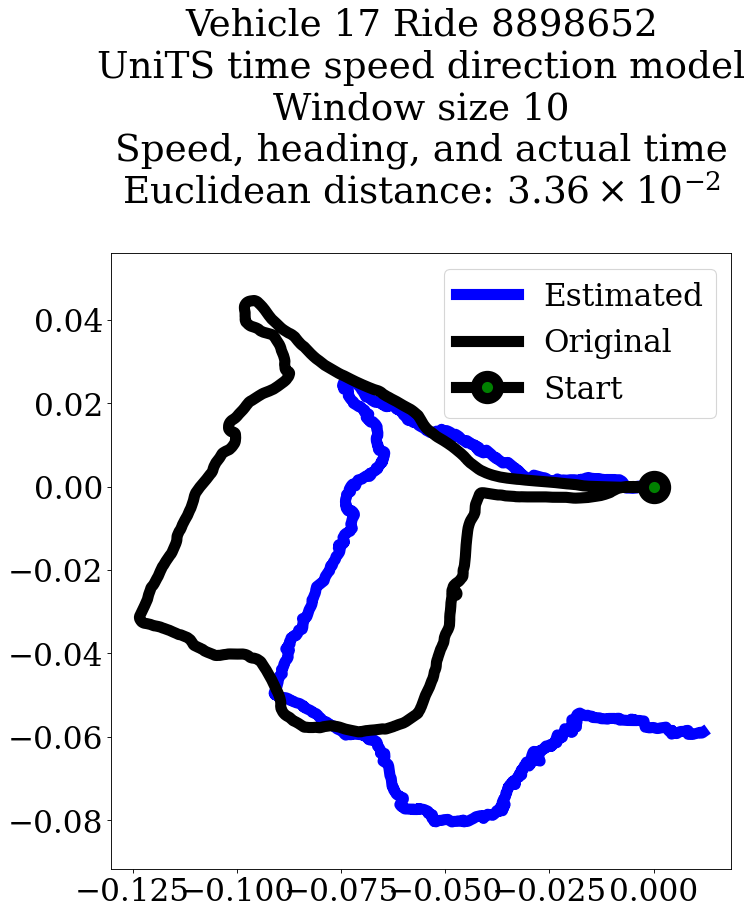 Vehicle 17 Ride 8898652
UniTS time speed direction model
Window size 10
Speed, heading, and actual time
Euclidean distance: 3.36 × 10⁻²
Estimated
Original
Start
0.04
0.02
0.00
−0.02
−0.04
−0.06
−0.08
−0.125 −0.100 −0.075 −0.050 −0.025 0.000